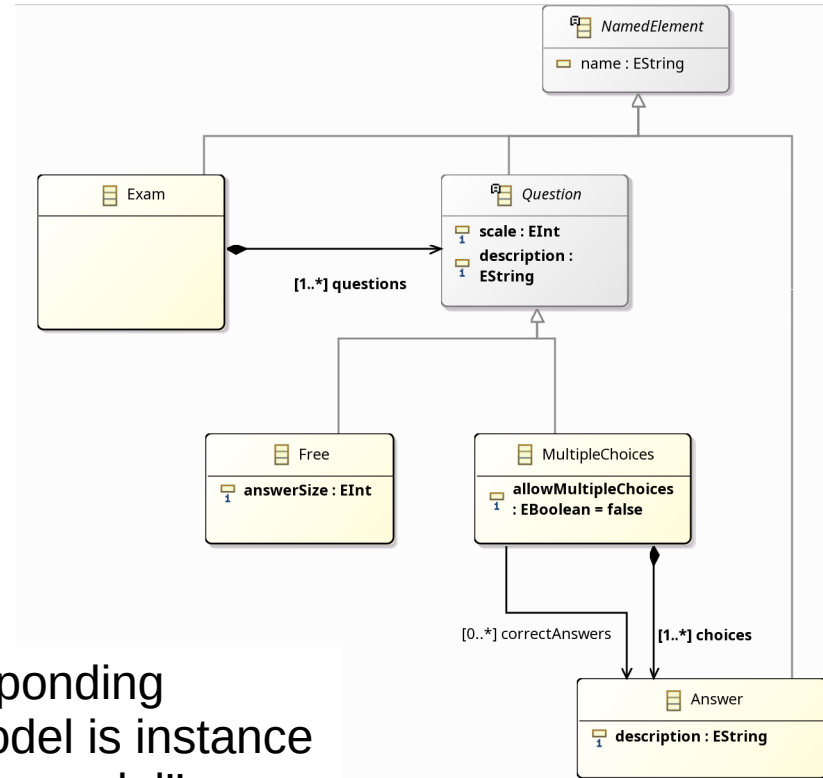 NamedElement
name : EString
Exam
Question
scale : EInt
description :
EString
[1..*] questions
Free
answerSize : EInt
MultipleChoices
allowMultipleChoices
: EBoolean = false
[0..*] correctAnswers
[1..*] choices
Answer
description : EString
ponding
odel is instance